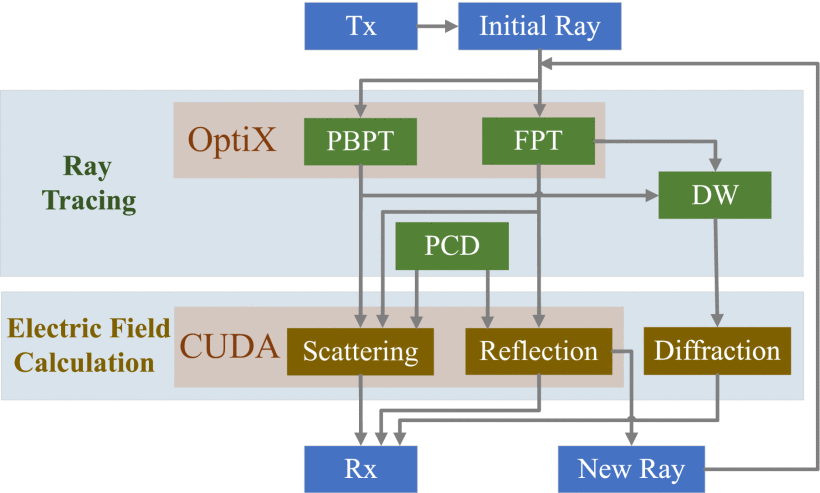 Tx
Initial Ray
OptiX
PBPT
FPT
Ray
Tracing
DW
PCD
Electric Field
Calculation
CUDA
Scattering
Reflection
Diffraction
Rx
New Ray